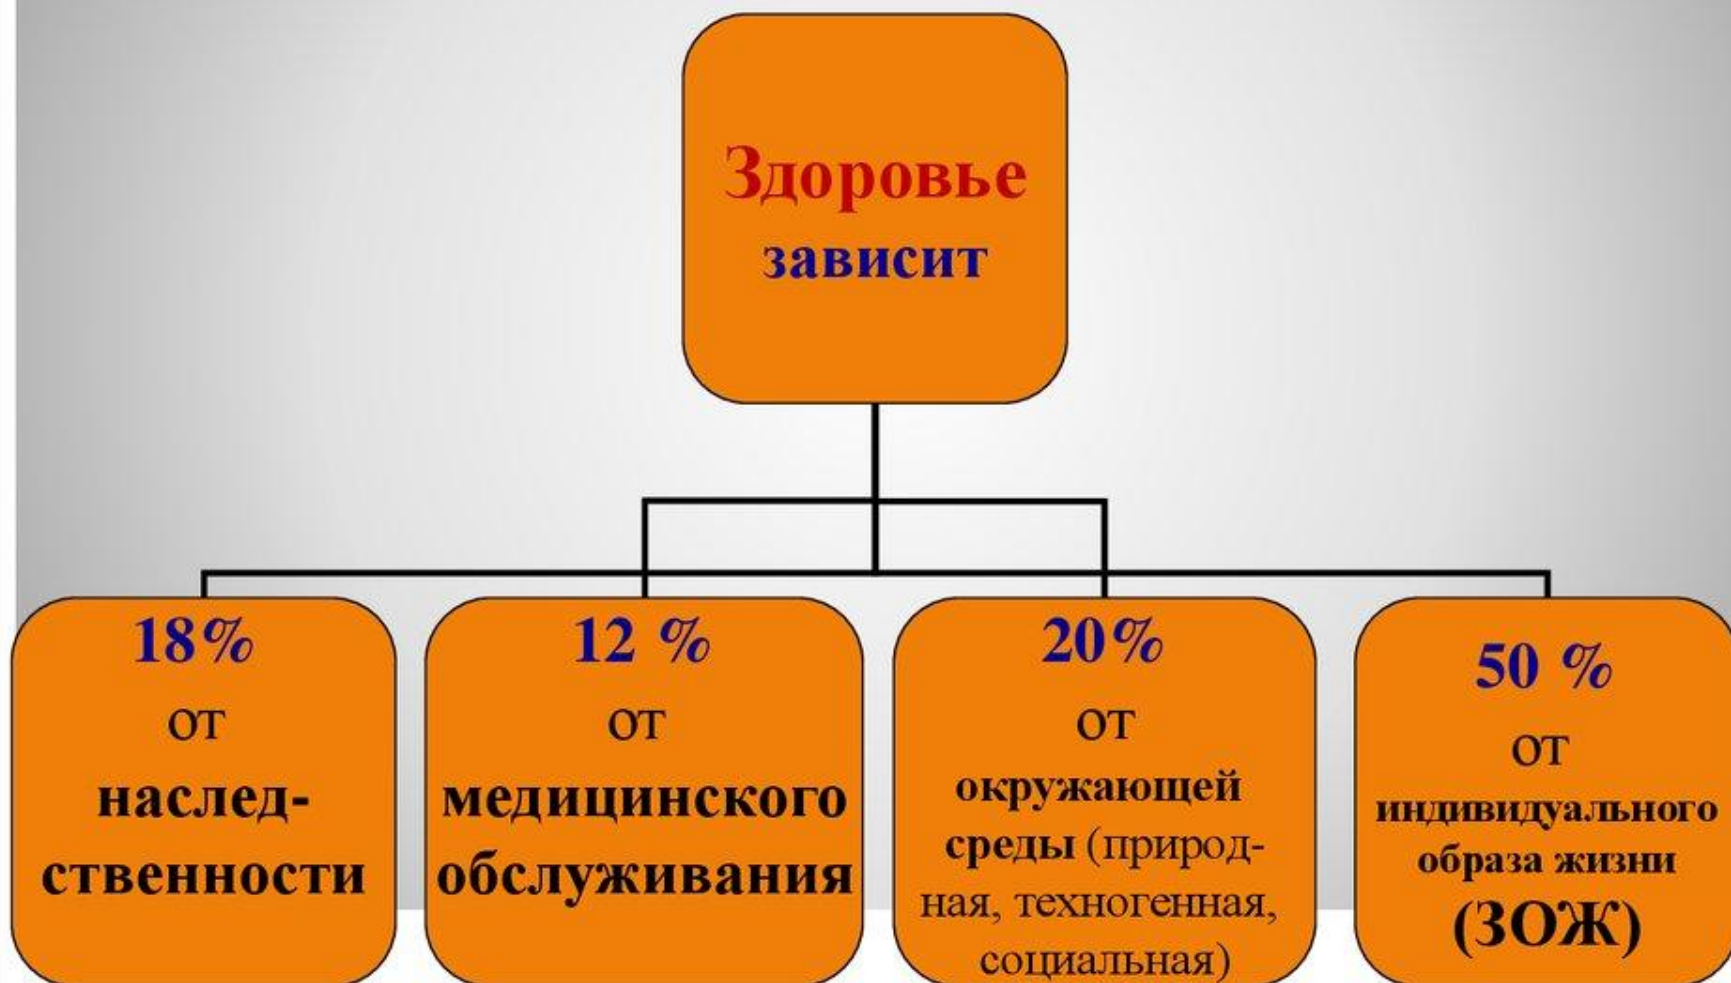 Здоровье
зависит
18%
от
наслед-
ственности
12 %
от
медицинского
обслуживания
20%
от
окружающей
среды (природ-
ная, техногенная,
социальная)
50 %
от
индивидуального
образа жизни
(ЗОЖ)